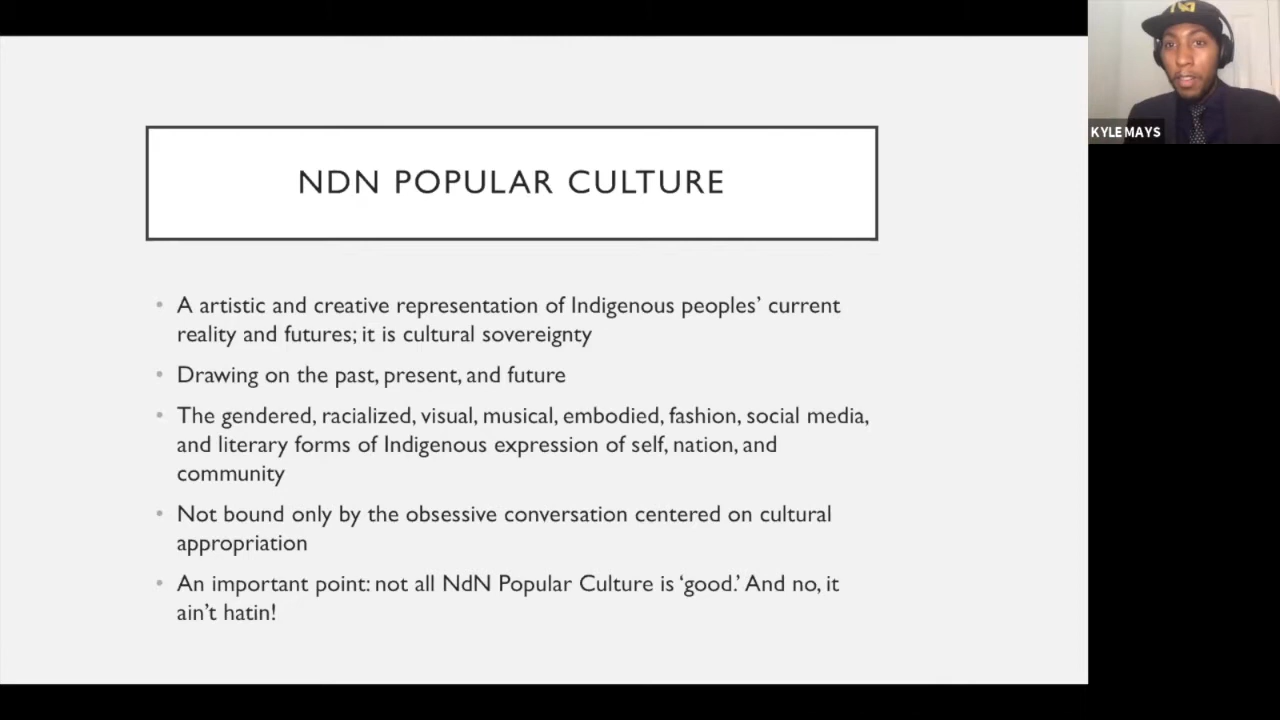 NDN POPULAR CULTURE
• A artistic and creative representation of Indigenous peoples’ current
reality and futures; it is cultural sovereignty
• Drawing on the past, present, and future
• The gendered, racialized, visual, musical, embodied, fashion, social media,
and literary forms of Indigenous expression of self, nation, and
community
• Not bound only by the obsessive conversation centered on cultural
appropriation
• An important point: not all NdN Popular Culture is ‘good.’ And no, it
ain’t hatin!
KYLE MAYS